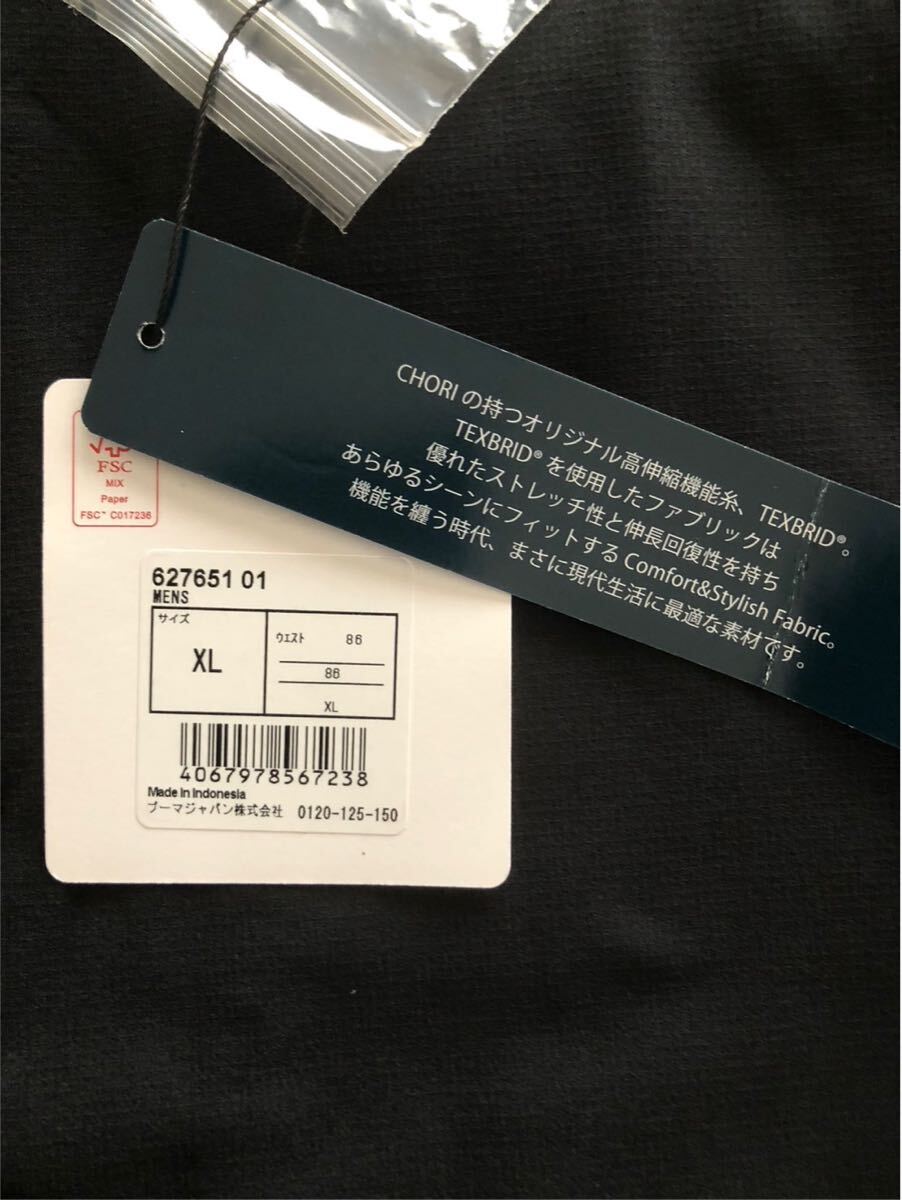 CHORI の持つオリジナル高伸縮機能糸、TEXBRID®。
TEXBRID® を使用したファブリックは
優れたストレッチ性と伸長回復性を持ち
あらゆるシーンにフィットする Comfort&Stylish Fabric。
機能を纏う時代、まさに現代生活に最適な素材です。
FSC
MIX
Paper
FSC™ C017236
627651 01
MENS
サイズ
XL
ウエスト 86
86
XL
4067978567238
Made in Indonesia
プーマジャパン株式会社 0120-125-150